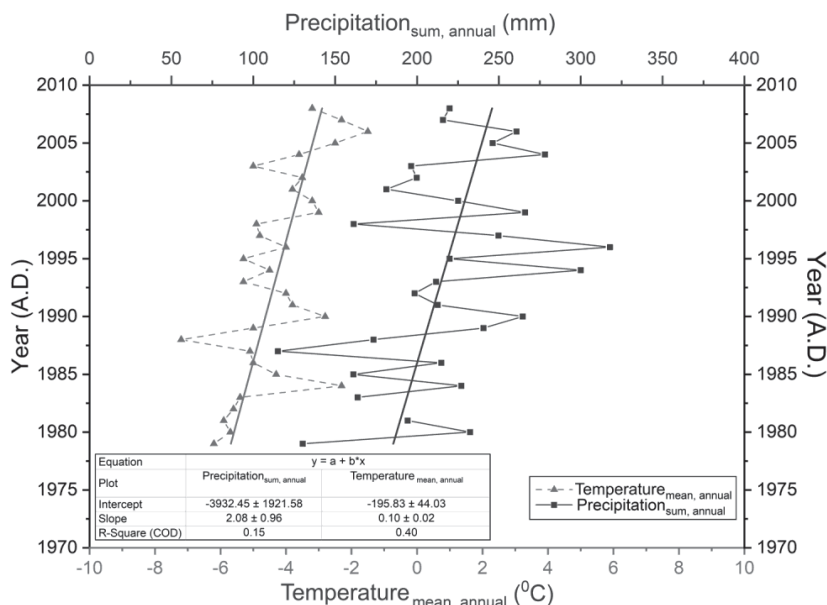 Precipitation sum, annual (mm)
0 50 100 150 200 250 300 350 400
2010 2010
2005 2005
2000 2000
1995 1995
1990 1990
1985 1985
1980 1980
1975 1975
1970 1970
Year (A.D.)
Year (A.D.)
Equation y = a + b*x
Plot Precipitation sum, annual Temperature mean, annual
Intercept -3932.45 ± 1921.58 -195.83 ± 44.03
Slope 2.08 ± 0.96 0.10 ± 0.02
R-Square (COD) 0.15 0.40
Temperature mean, annual
Precipitation sum, annual
-10 -8 -6 -4 -2 0 2 4 6 8 10
Temperature mean, annual (⁰C)